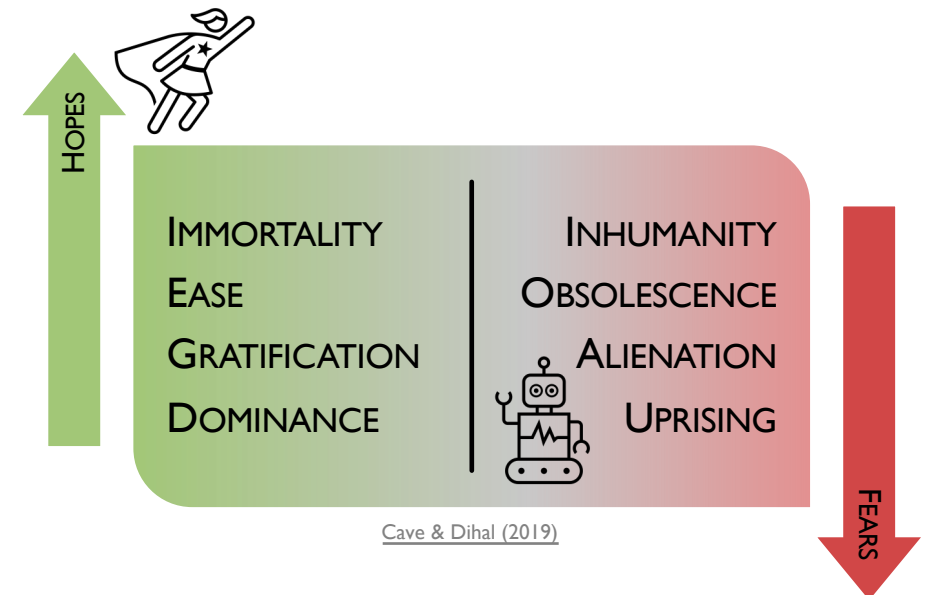 HOPES
IMMORTALITY
EASE
GRATIFICATION
DOMINANCE
INHUMANITY
OBSOLESCENCE
ALIENATION
UPRISING
FEARS
Cave & Dihal (2019)